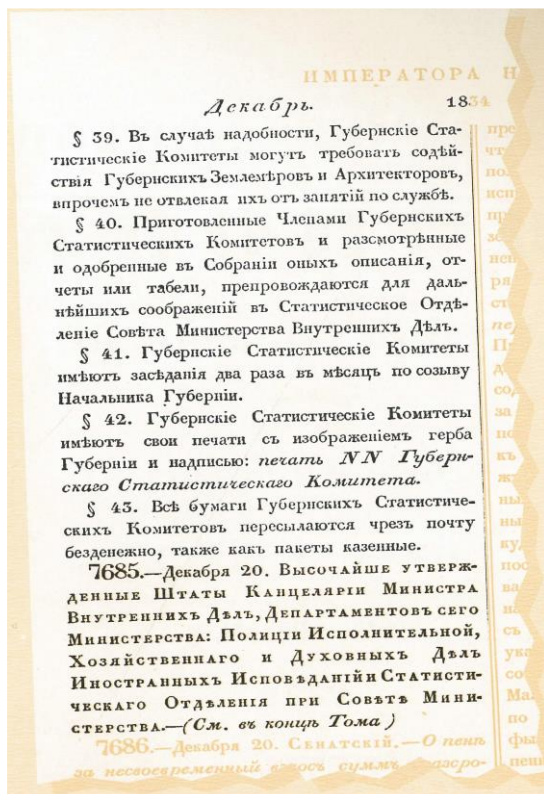 ИМПЕРАТОРА Н
Декабрь. 1834
§ 39. Въ случаѣ надобности, Губернскіе Ста-
тистическіе Комитеты могутъ требовать содѣй-
ствія Губернскихъ Землемѣровъ и Архитекторовъ,
впрочемъ не отвлекая ихъ отъ занятій по службѣ.
§ 40. Приготовленные Членами Губернскихъ
Статистическихъ Комитетовъ и разсмотрѣнные
и одобренные въ Собраніи оныхъ описанія, от-
четы или табели, препровождаются для даль-
нѣйшихъ соображеній въ Статистическое Отдѣ-
леніе Совѣта Министерства Внутреннихъ Дѣлъ.
§ 41. Губернскіе Статистическіе Комитеты
имѣютъ засѣданія два раза въ мѣсяцъ по созыву
Начальника Губерніи.
§ 42. Губернскіе Статистическіе Комитеты
имѣютъ свои печати съ изображеніемъ герба
Губерніи и надписью: печать NN Губерн-
скаго Статистическаго Комитета.
§ 43. Всѣ бумаги Губернскихъ Статистиче-
скихъ Комитетовъ пересылаются чрезъ почту
безденежно, также какъ пакеты казенные.
7685.—Декабря 20. Высочайше утверж-
денные Штаты Канцеляріи Министра
Внутреннихъ Дѣлъ, Департаментовъ сего
Министерства: Полиціи Исполнительной,
Хозяйственнаго и Духовныхъ Дѣлъ
Иностранныхъ Исповѣданій и Статисти-
ческаго Отдѣленія при Совѣтѣ Мини-
стерства.—(См. въ концѣ Тома)
7686.—Декабря 20. Сенатскій.—О пенѣ
за несвоевременный взносъ суммъ разсро-